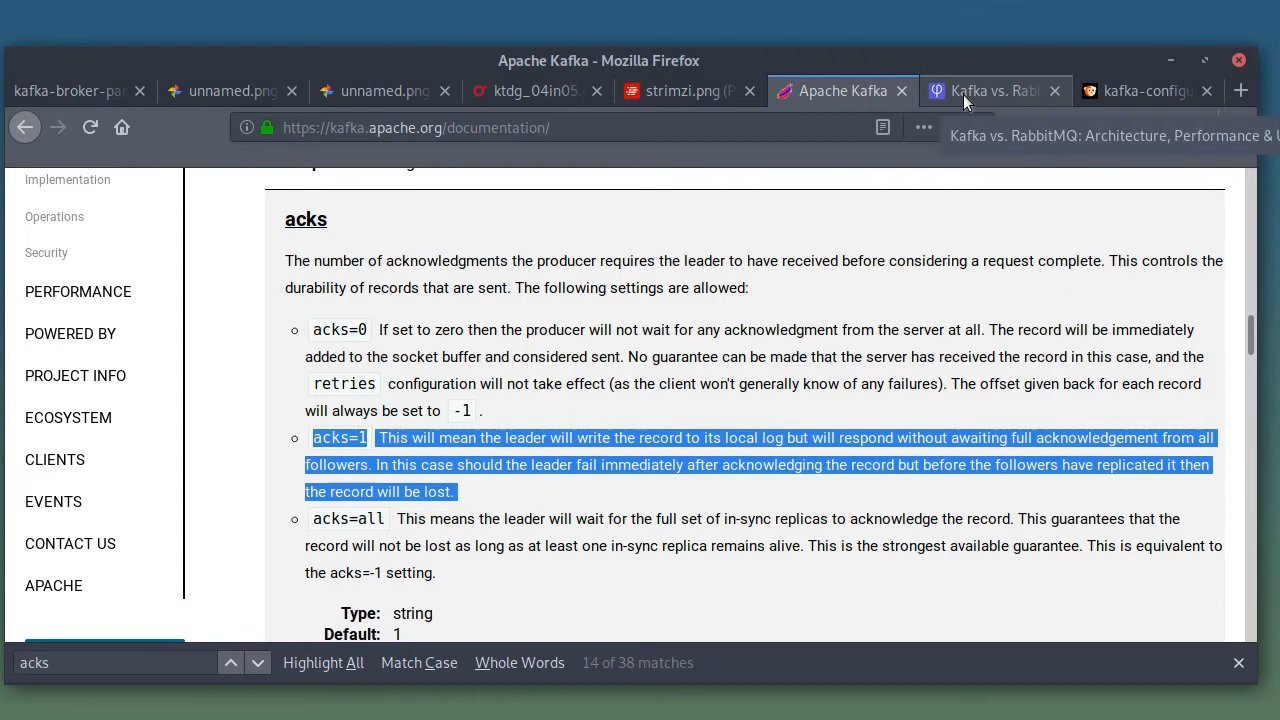 Apache Kafka - Mozilla Firefox
kafka-broker-par
unnamed.png
unnamed.png
ktdg_04in05.
strimzi.png (P
Apache Kafka
Kafka vs. Rab
kafka-configu
https://kafka.apache.org/documentation/
Kafka vs. RabbitMQ: Architecture, Performance & U
Implementation
Operations
Security
PERFORMANCE
POWERED BY
PROJECT INFO
ECOSYSTEM
CLIENTS
EVENTS
CONTACT US
APACHE
acks
The number of acknowledgments the producer requires the leader to have received before considering a request complete. This controls the
durability of records that are sent. The following settings are allowed:
acks=0 If set to zero then the producer will not wait for any acknowledgment from the server at all. The record will be immediately
added to the socket buffer and considered sent. No guarantee can be made that the server has received the record in this case, and the
retries configuration will not take effect (as the client won't generally know of any failures). The offset given back for each record
will always be set to -1 .
acks=1 This will mean the leader will write the record to its local log but will respond without awaiting full acknowledgement from all
followers. In this case should the leader fail immediately after acknowledging the record but before the followers have replicated it then
the record will be lost.
acks=all This means the leader will wait for the full set of in-sync replicas to acknowledge the record. This guarantees that the
record will not be lost as long as at least one in-sync replica remains alive. This is the strongest available guarantee. This is equivalent to
the acks=-1 setting.
Type: string
Default: 1
acks
Highlight All
Match Case
Whole Words
14 of 38 matches